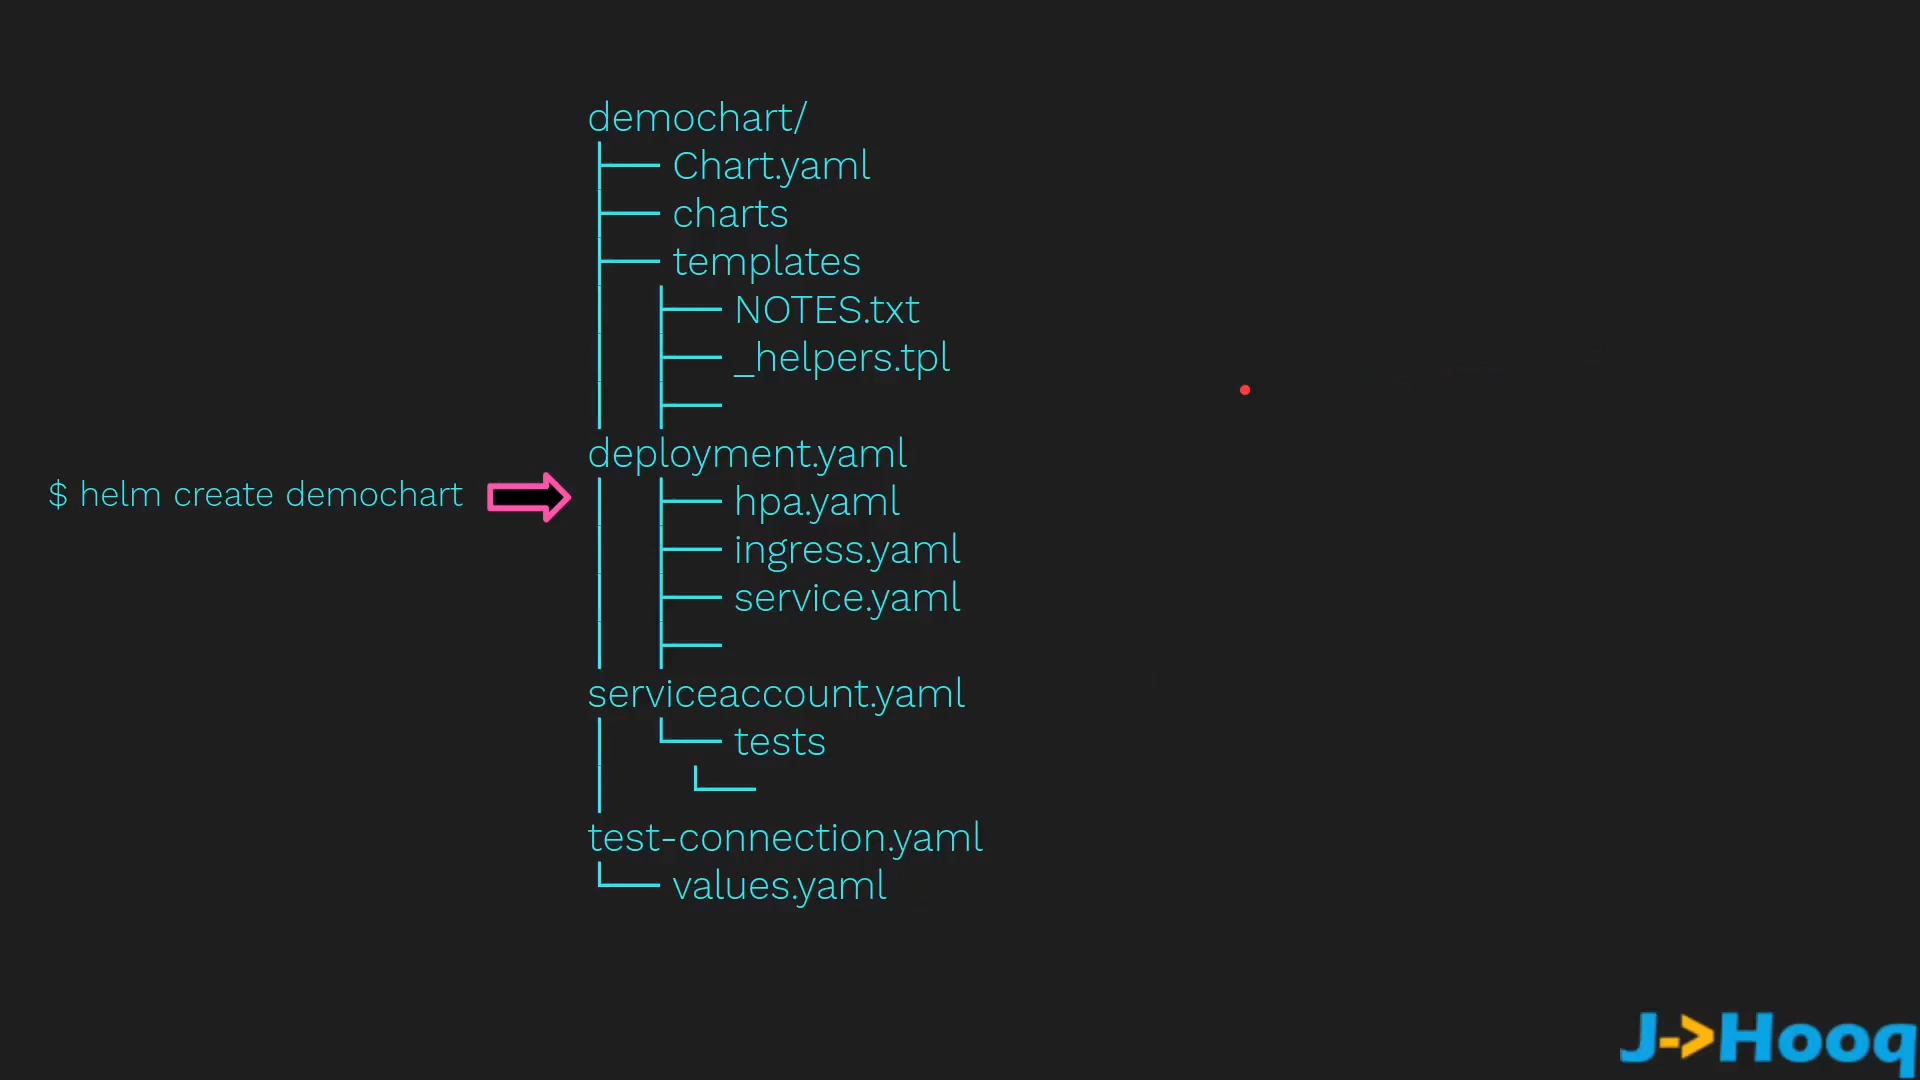 demochart/
├── Chart.yaml
├── charts
├── templates
│   ├── NOTES.txt
│   ├── _helpers.tpl
│   ├──
deployment.yaml
$ helm create demochart
│   ├── hpa.yaml
│   ├── ingress.yaml
│   ├── service.yaml
│   ├──
serviceaccount.yaml
│   └── tests
│       └──
test-connection.yaml
└── values.yaml
J->Hooq